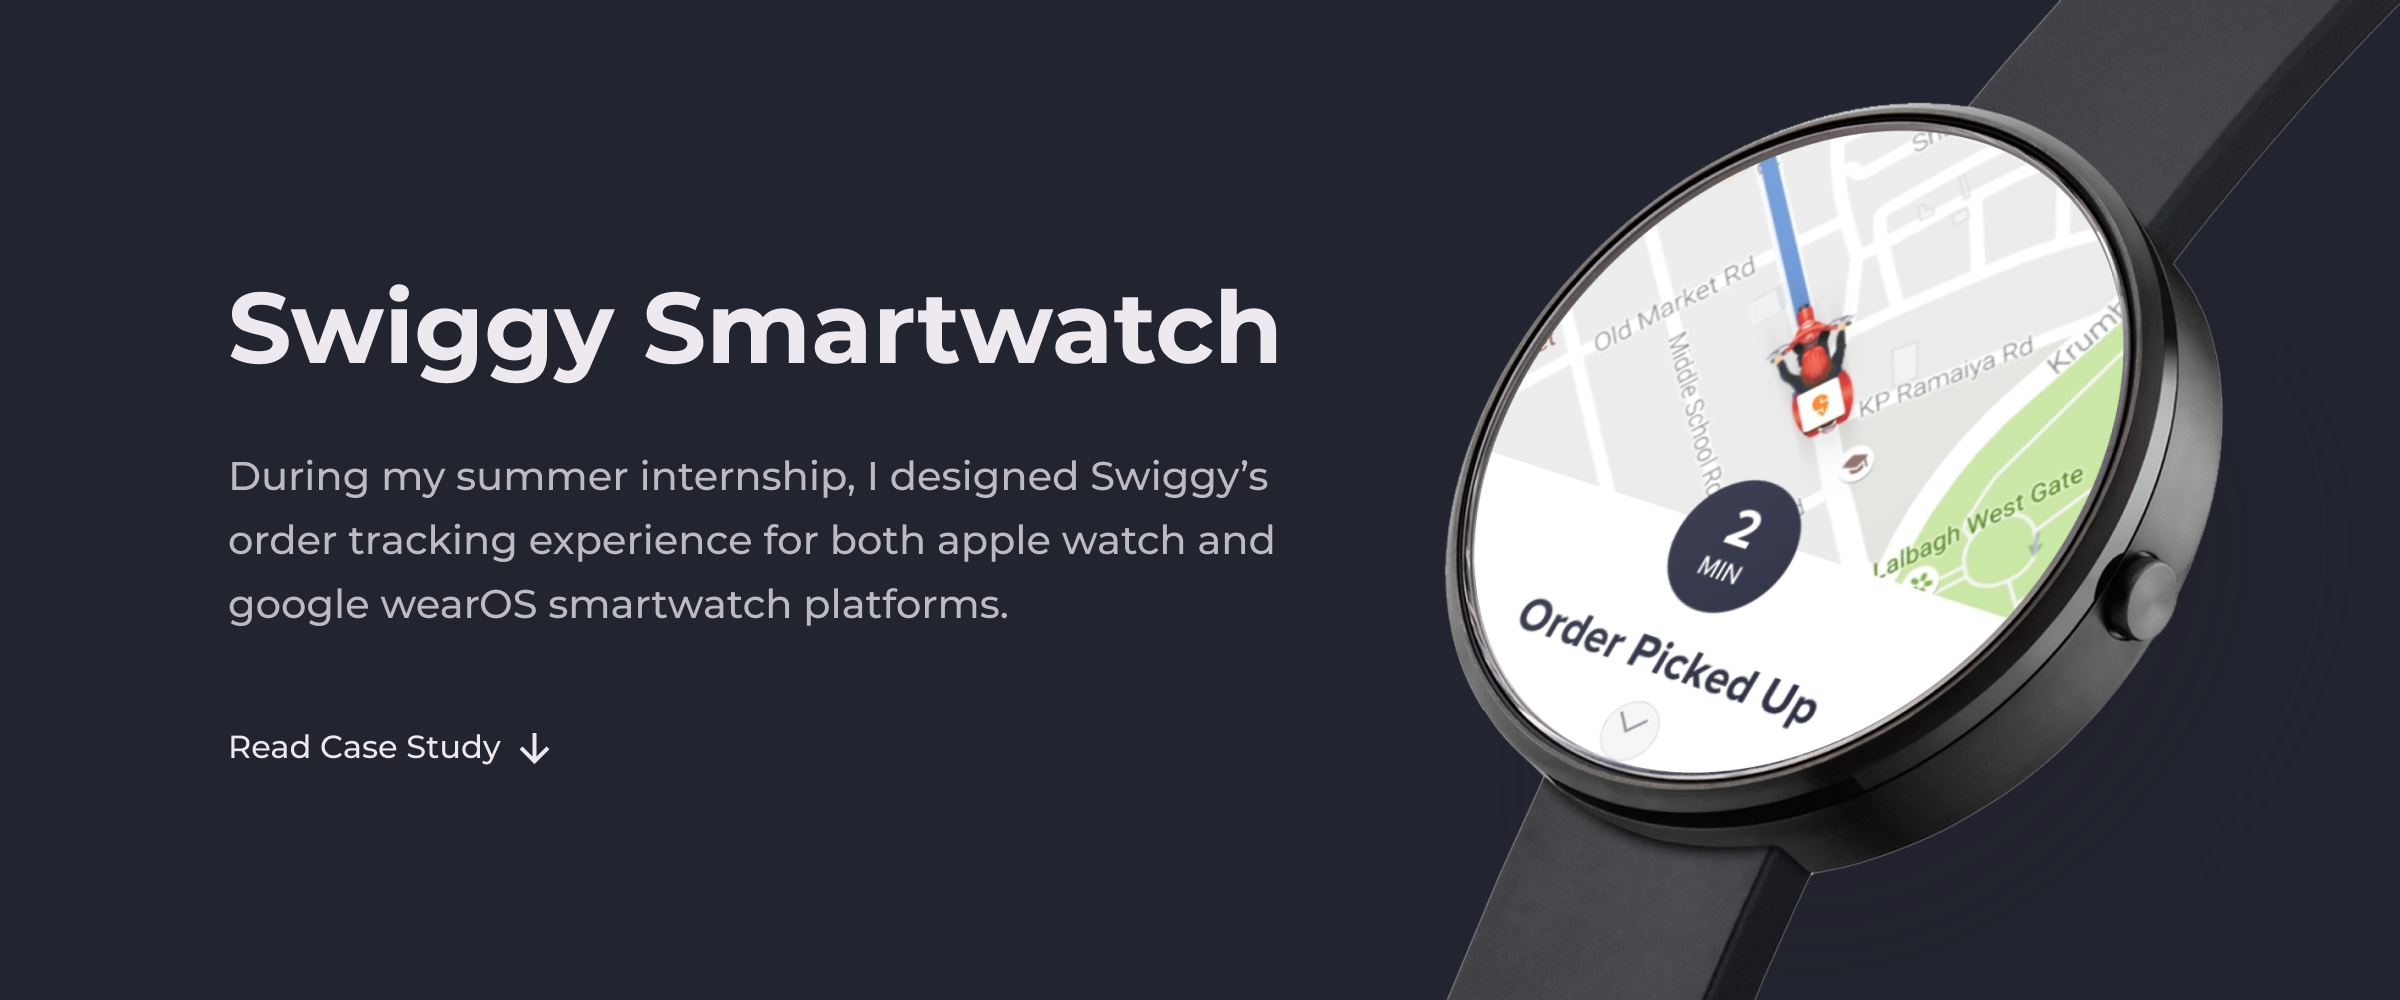 Swiggy Smartwatch
During my summer internship, I designed Swiggy’s
order tracking experience for both apple watch and
google wearOS smartwatch platforms.
Read Case Study
Old Market Rd
Middle School
KP Ramaiya Rd
Lalbagh West Gate
2
MIN
Order Picked Up